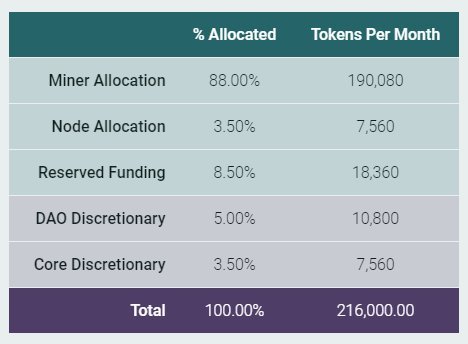 % Allocated Tokens Per Month
Miner Allocation 88.00% 190,080
Node Allocation 3.50% 7,560
Reserved Funding 8.50% 18,360
DAO Discretionary 5.00% 10,800
Core Discretionary 3.50% 7,560
Total 100.00% 216,000.00